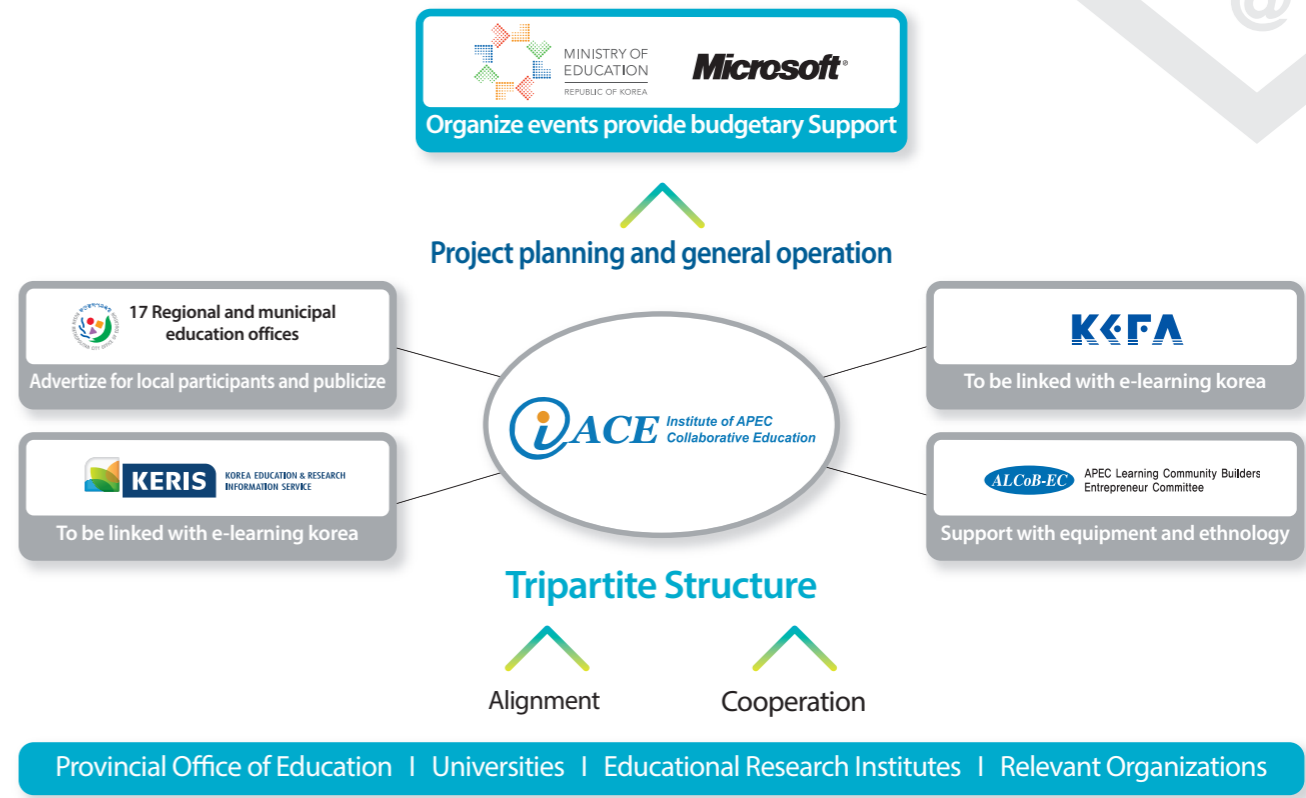 @
MINISTRY OF
EDUCATION
REPUBLIC OF KOREA
Microsoft®
Organize events provide budgetary Support
Project planning and general operation
17 Regional and municipal
education offices
Advertize for local participants and publicize
KERIS
KOREA EDUCATION & RESEARCH
INFORMATION SERVICE
To be linked with e-learning korea
iACE
Institute of APEC
Collaborative Education
KEFA
To be linked with e-learning korea
ALCoB-EC
APEC Learning Community Builders
Entrepreneur Committee
Support with equipment and ethnology
Tripartite Structure
Alignment
Cooperation
Provincial Office of Education I Universities I Educational Research Institutes I Relevant Organizations